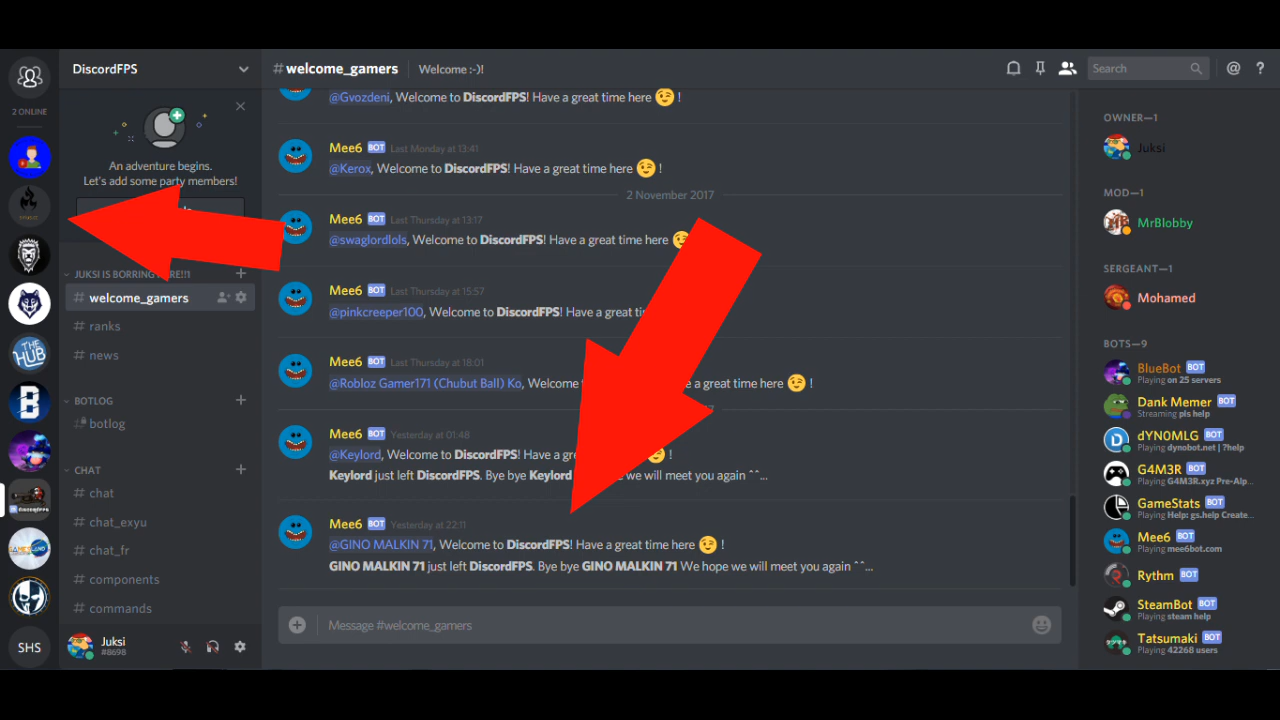 DiscordFPS
# welcome_gamers
Welcome :-)!
Search
@
?
2 ONLINE
THE HUB
B
SHS
An adventure begins.
Let's add some party members!
JUKSI IS BORRING
!!1
# welcome_gamers
# ranks
# news
BOTLOG
botlog
CHAT
# chat
# chat_exyu
# chat_fr
# components
# commands
Juksi
#8698
@Gvozdeni, Welcome to DiscordFPS! Have a great time here 😉 !
Mee6 BOT Last Monday at 13:41
@Kerox, Welcome to DiscordFPS! Have a great time here 😉 !
2 November 2017
Mee6 BOT Last Thursday at 13:17
@swaglordlols, Welcome to DiscordFPS! Have a great time here 😉
Mee6 BOT Last Thursday at 15:57
@pinkcreeper100, Welcome to DiscordFPS! Have a great
Mee6 BOT Last Thursday at 18:01
@Robloz Gamer171 (Chubut Ball) Ko, Welcome
a great time here 😉 !
Mee6 BOT Yesterday at 01:48
@Keylord, Welcome to DiscordFPS! Have a
😉 !
Keylord just left DiscordFPS. Bye bye Keylord
we will meet you again ^^...
Mee6 BOT Yesterday at 22:11
@GINO MALKIN 71, Welcome to DiscordFPS! Have a great time here 😉 !
GINO MALKIN 71 just left DiscordFPS. Bye bye GINO MALKIN 71 We hope we will meet you again ^^...
Message #welcome_gamers
OWNER—1
Juksi
MOD—1
MrBlobby
SERGEANT—1
Mohamed
BOTS—9
BlueBot BOT
Playing on 25 servers
Dank Memer BOT
Streaming pls help
dYN0MLG BOT
Playing dynobot.net | ?help
G4M3R BOT
Playing G4M3R.xyz Pre-Alp...
GameStats BOT
Playing Help: gs.help Create...
Mee6 BOT
Playing mee6bot.com
Rythm BOT
SteamBot BOT
Playing steam help
Tatsumaki BOT
Playing 42268 users